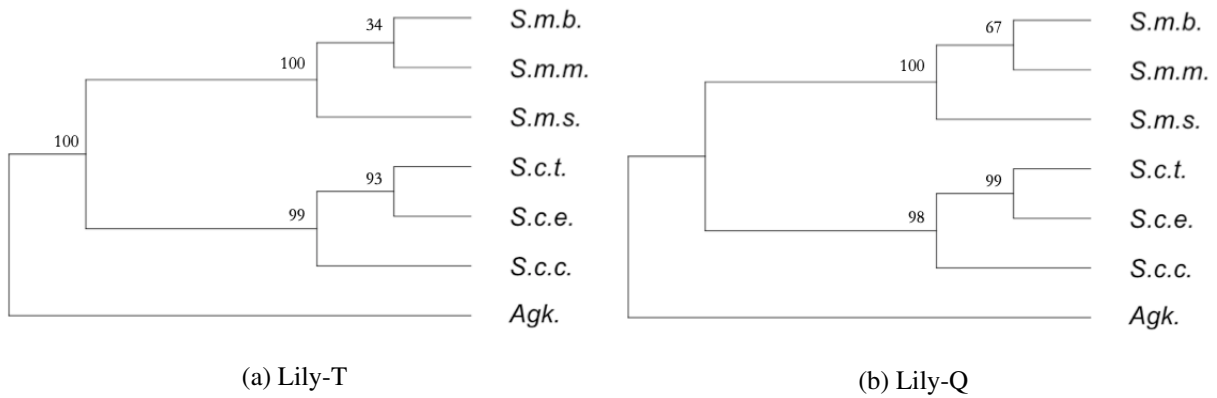 34 S.m.b.
100 S.m.m.
S.m.s.
100 93 S.c.t.
99 S.c.e.
S.c.c.
Agk.
(a) Lily-T
67 S.m.b.
100 S.m.m.
S.m.s.
99 S.c.t.
98 S.c.e.
S.c.c.
Agk.
(b) Lily-Q